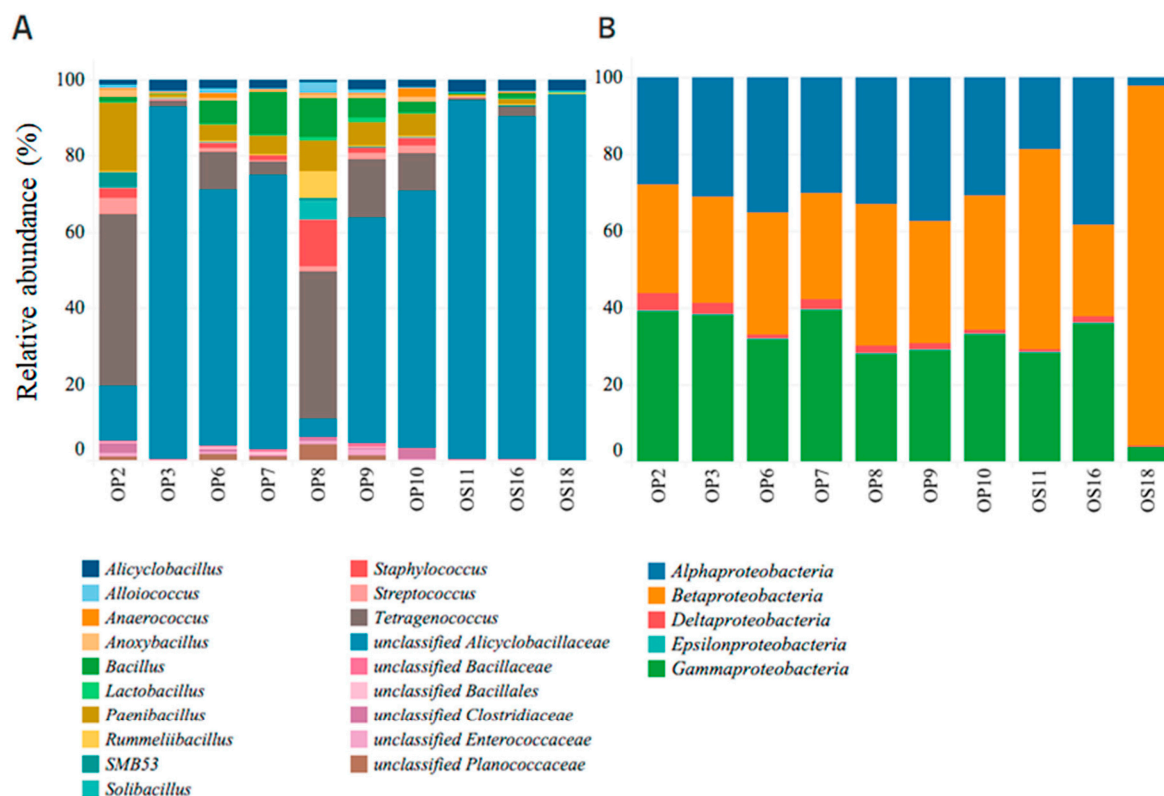 A
B
Relative abundance (%)
100
80
60
40
20
0
OP2
OP3
OP6
OP7
OP8
OP9
OP10
OS11
OS16
OS18
100
80
60
40
20
0
OP2
OP3
OP6
OP7
OP8
OP9
OP10
OS11
OS16
OS18
Alicyclobacillus
Alloiococcus
Anaerococcus
Anoxybacillus
Bacillus
Lactobacillus
Paenibacillus
Rummeliibacillus
SMB53
Solibacillus
Staphylococcus
Streptococcus
Tetragenococcus
unclassified Alicyclobacillaceae
unclassified Bacillaceae
unclassified Bacillales
unclassified Clostridiaceae
unclassified Enterococcaceae
unclassified Planococcaceae
Alphaproteobacteria
Betaproteobacteria
Deltaproteobacteria
Epsilonproteobacteria
Gammaproteobacteria